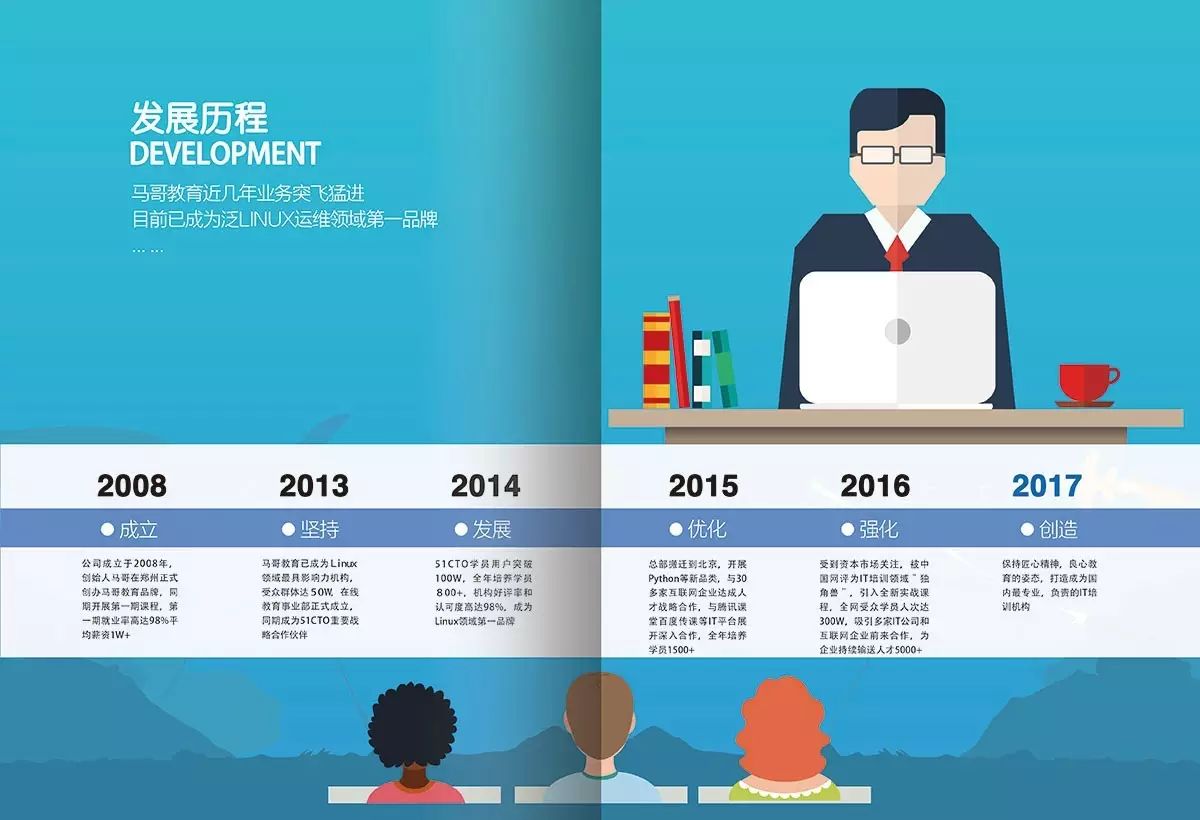 发展历程
DEVELOPMENT
马哥教育近几年业务突飞猛进
目前已成为泛LINUX运维领域第一品牌
... ...
2008
成立
公司成立于2008年，
创始人马哥在郑州正式
创办马哥教育品牌，同
期开展第一期课程，第
一期就业率高达98%平
均薪资1W+
2013
坚持
马哥教育已成为Linux
领域最具影响力机构，
受众群体达50W，在线
教育事业部正式成立，
同期成为51CTO重要战
略合作伙伴
2014
发展
51CTO学员用户突破
100W，全年培养学员
800+，机构好评率和
认可度高达98%，成为
Linux领域第一品牌
2015
优化
总部搬迁到北京，开展
Python等新品类，与30
多家互联网企业达成人
才战略合作，与腾讯课
堂百度传课等IT平台展
开深入合作，全年培养
学员1500+
2016
强化
受到资本市场关注，被中
国网评为IT培训领域“独
角兽”，引入全新实战课
程，全网受众学员人次达
300W，吸引多家IT公司和
互联网企业前来合作，为
企业持续输送人才5000+
2017
创造
保持匠心精神，良心教
育的姿态，打造成为国
内最专业，负责的IT培
训机构